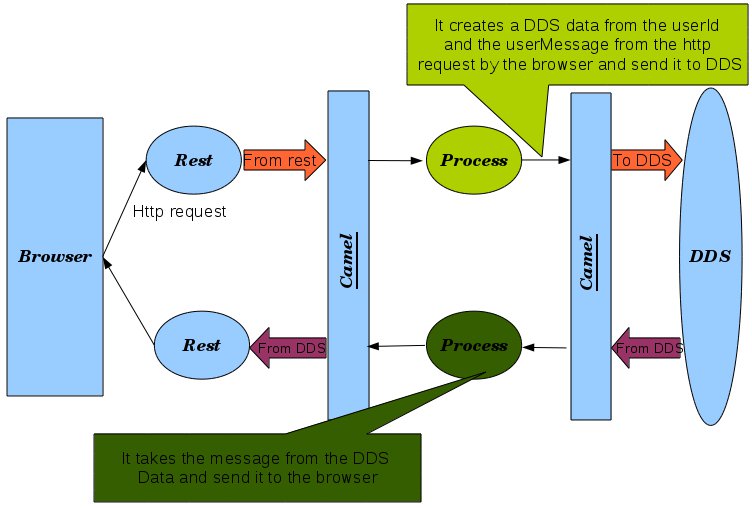 It creates a DDS data from the userId
and the userMessage from the http
request by the browser and send it to DDS
Rest
From rest
Process
To DDS
Http request
Browser
Camel
Camel
DDS
Rest
From DDS
Process
From DDS
It takes the message from the DDS
Data and send it to the browser